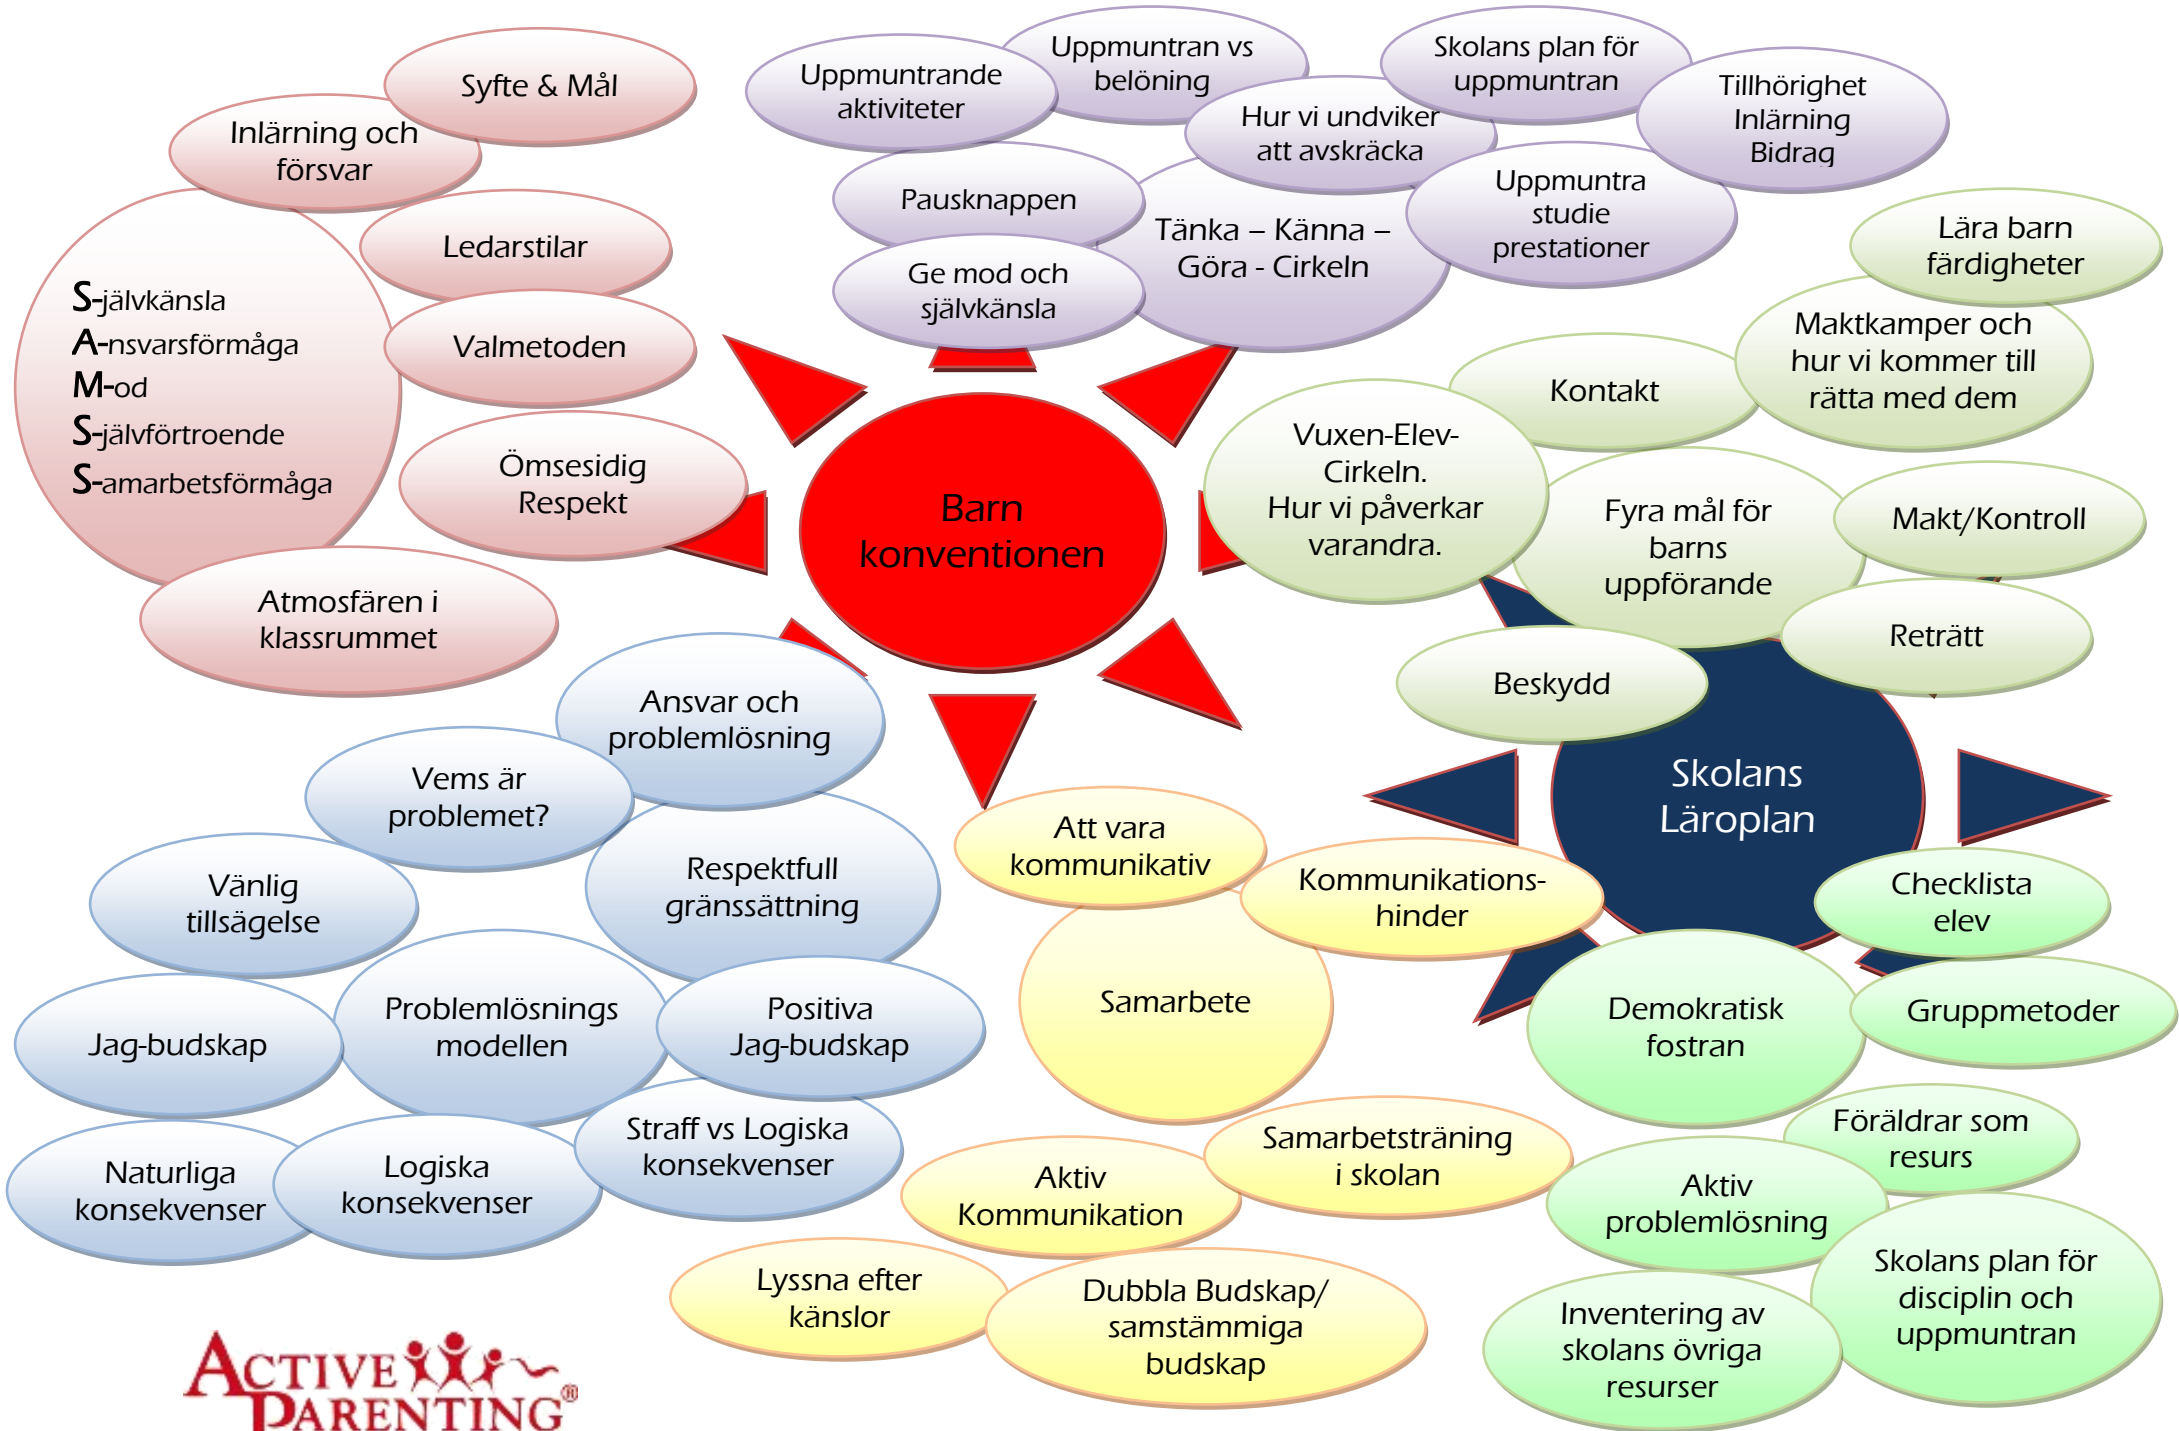 Syfte & Mål
Inlärning och
försvar
Ledarstilar
S-jälvkänsla
A-nsvarsförmåga
M-od
S-jälvförtroende
S-amarbetsförmåga
Valmetoden
Ömsesidig
Respekt
Atmosfären i
klassrummet
Uppmuntran vs
belöning
Uppmuntrande
aktiviteter
Skolans plan för
uppmuntran
Tillhörighet
Inlärning
Bidrag
Hur vi undviker
att avskräcka
Pausknappen
Uppmuntra
studie
prestationer
Tänka – Känna –
Göra - Cirkeln
Ge mod och
självkänsla
Lära barn
färdigheter
Maktkamper och
hur vi kommer till
rätta med dem
Kontakt
Vuxen-Elev-
Cirkeln.
Hur vi påverkar
varandra.
Fyra mål för
barns
uppförande
Makt/Kontroll
Reträtt
Beskydd
Barn
konventionen
Skolans
Läroplan
Ansvar och
problemlösning
Vems är
problemet?
Vänlig
tillsägelse
Respektfull
gränssättning
Jag-budskap
Problemlösnings
modellen
Positiva
Jag-budskap
Naturliga
konsekvenser
Logiska
konsekvenser
Straff vs Logiska
konsekvenser
Att vara
kommunikativ
Kommunikations-
hinder
Samarbete
Samarbetsträning
i skolan
Aktiv
Kommunikation
Lyssna efter
känslor
Dubbla Budskap/
samstämmiga
budskap
Checklista
elev
Demokratisk
fostran
Gruppmetoder
Föräldrar som
resurs
Aktiv
problemlösning
Skolans plan för
disciplin och
uppmuntran
Inventering av
skolans övriga
resurser
ACTIVE
PARENTING®